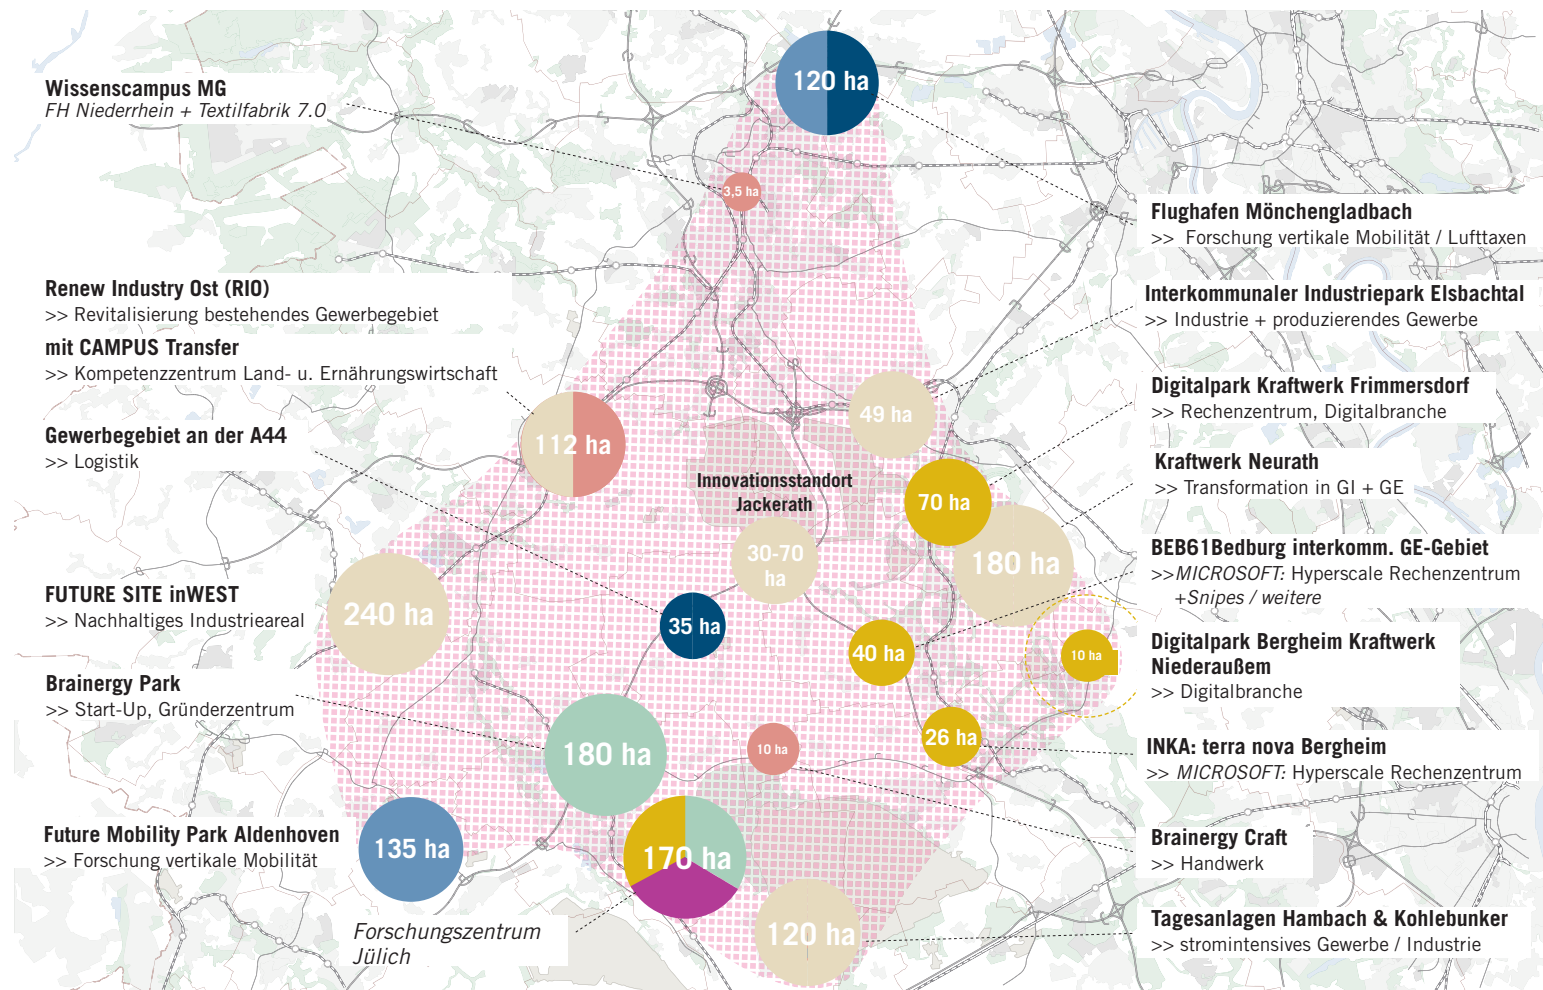 Wissenscampus MG
FH Niederrhein + Textilfabrik 7.0
Renew Industry Ost (RIO)
>> Revitalisierung bestehendes Gewerbegebiet
mit CAMPUS Transfer
>> Kompetenzzentrum Land- u. Ernährungswirtschaft
Gewerbegebiet an der A44
>> Logistik
FUTURE SITE inWEST
>> Nachhaltiges Industrieareal
Brainergy Park
>> Start-Up, Gründerzentrum
Future Mobility Park Aldenhoven
>> Forschung vertikale Mobilität
Forschungszentrum
Jülich
120 ha
3,5 ha
49 ha
112 ha
Innovationsstandort
Jackerath
70 ha
30-70
ha
180 ha
240 ha
35 ha
40 ha
10 ha
26 ha
180 ha
10 ha
135 ha
170 ha
120 ha
Flughafen Mönchengladbach
>> Forschung vertikale Mobilität / Lufttaxen
Interkommunaler Industriepark Elsbachtal
>> Industrie + produzierendes Gewerbe
Digitalpark Kraftwerk Frimmersdorf
>> Rechenzentrum, Digitalbranche
Kraftwerk Neurath
>> Transformation in GI + GE
BEB61Bedburg interkomm. GE-Gebiet
>>MICROSOFT: Hyperscale Rechenzentrum
+Snipes / weitere
Digitalpark Bergheim Kraftwerk
Niederaußem
>> Digitalbranche
INKA: terra nova Bergheim
>> MICROSOFT: Hyperscale Rechenzentrum
Brainergy Craft
>> Handwerk
Tagesanlagen Hambach & Kohlebunker
>> stromintensives Gewerbe / Industrie